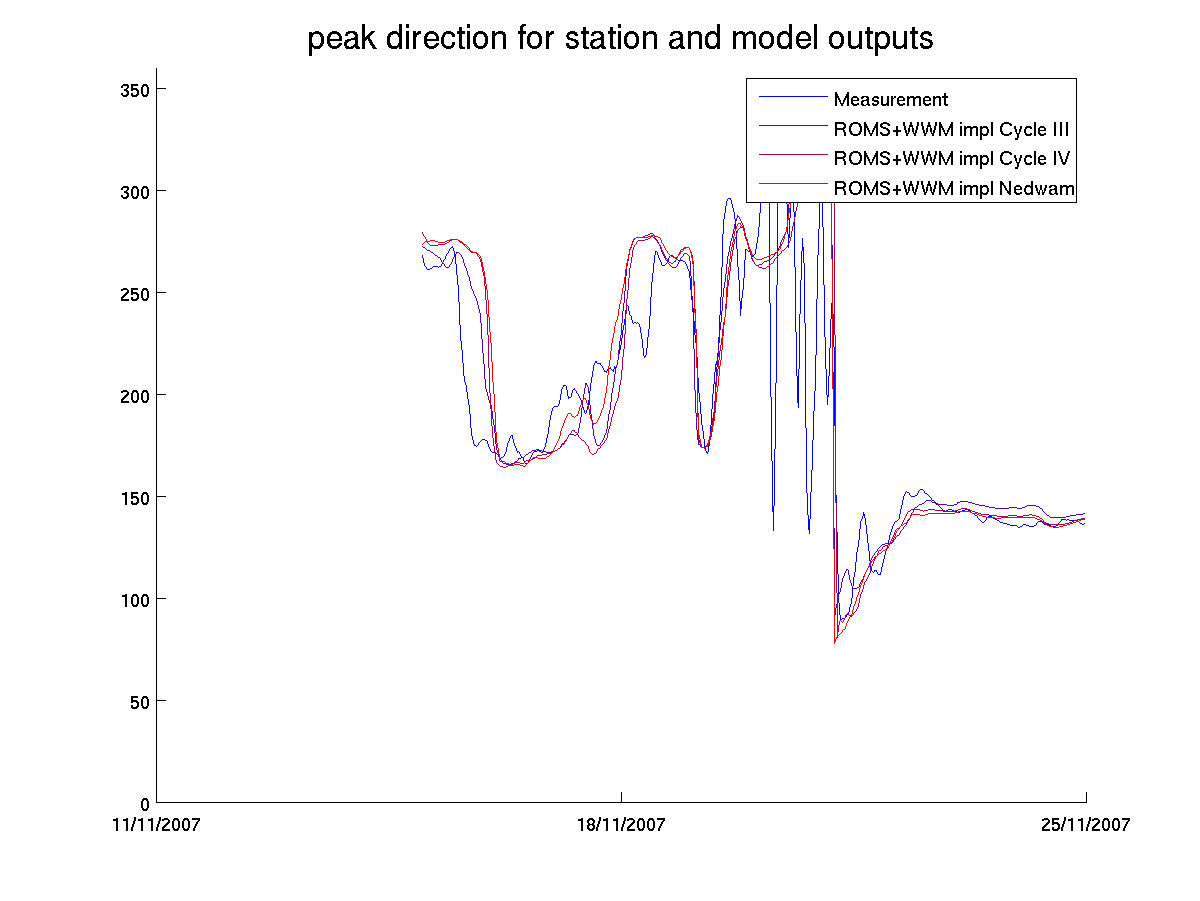 peak direction for station and model outputs
350
Measurement
ROMS+WWM impl Cycle III
ROMS+WWM impl Cycle IV
ROMS+WWM impl Nedwam
300
250
200
150
100
50
0
11/11/2007
18/11/2007
25/11/2007